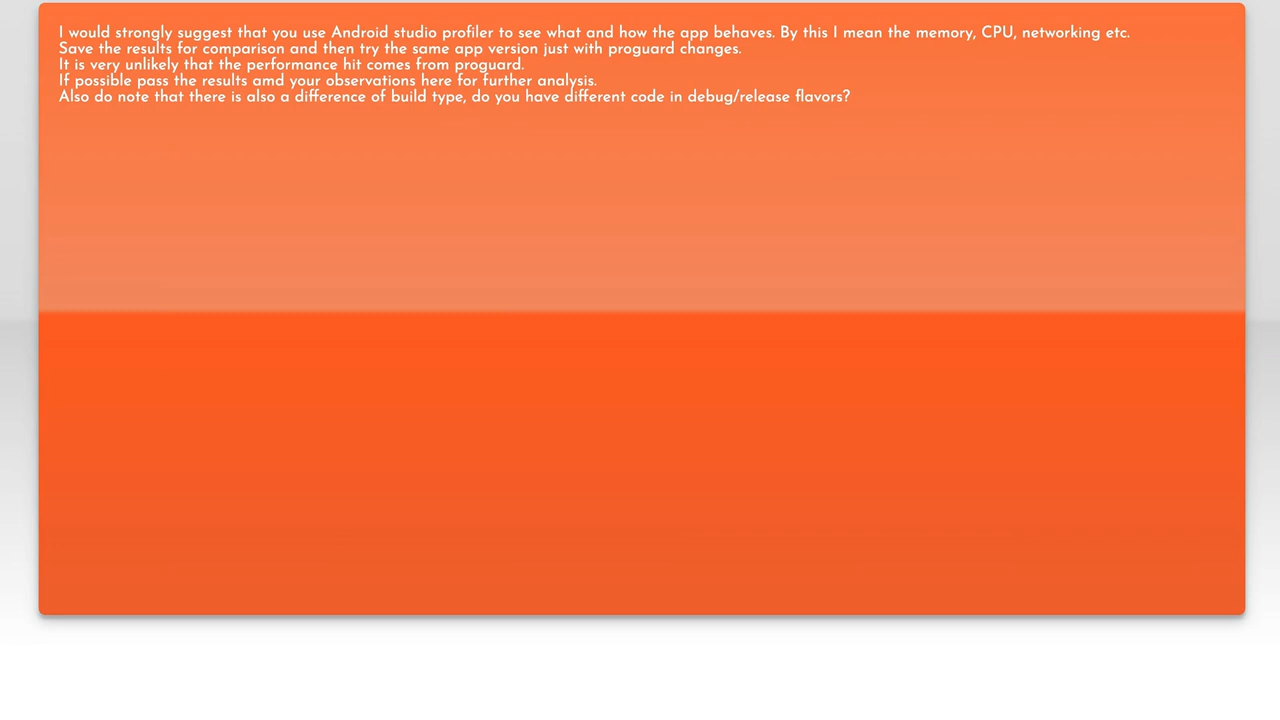 I would strongly suggest that you use Android studio profiler to see what and how the app behaves. By this I mean the memory, CPU, networking etc.
Save the results for comparison and then try the same app version just with proguard changes.
It is very unlikely that the performance hit comes from proguard.
If possible pass the results amd your observations here for further analysis.
Also do note that there is also a difference of build type, do you have different code in debug/release flavors?